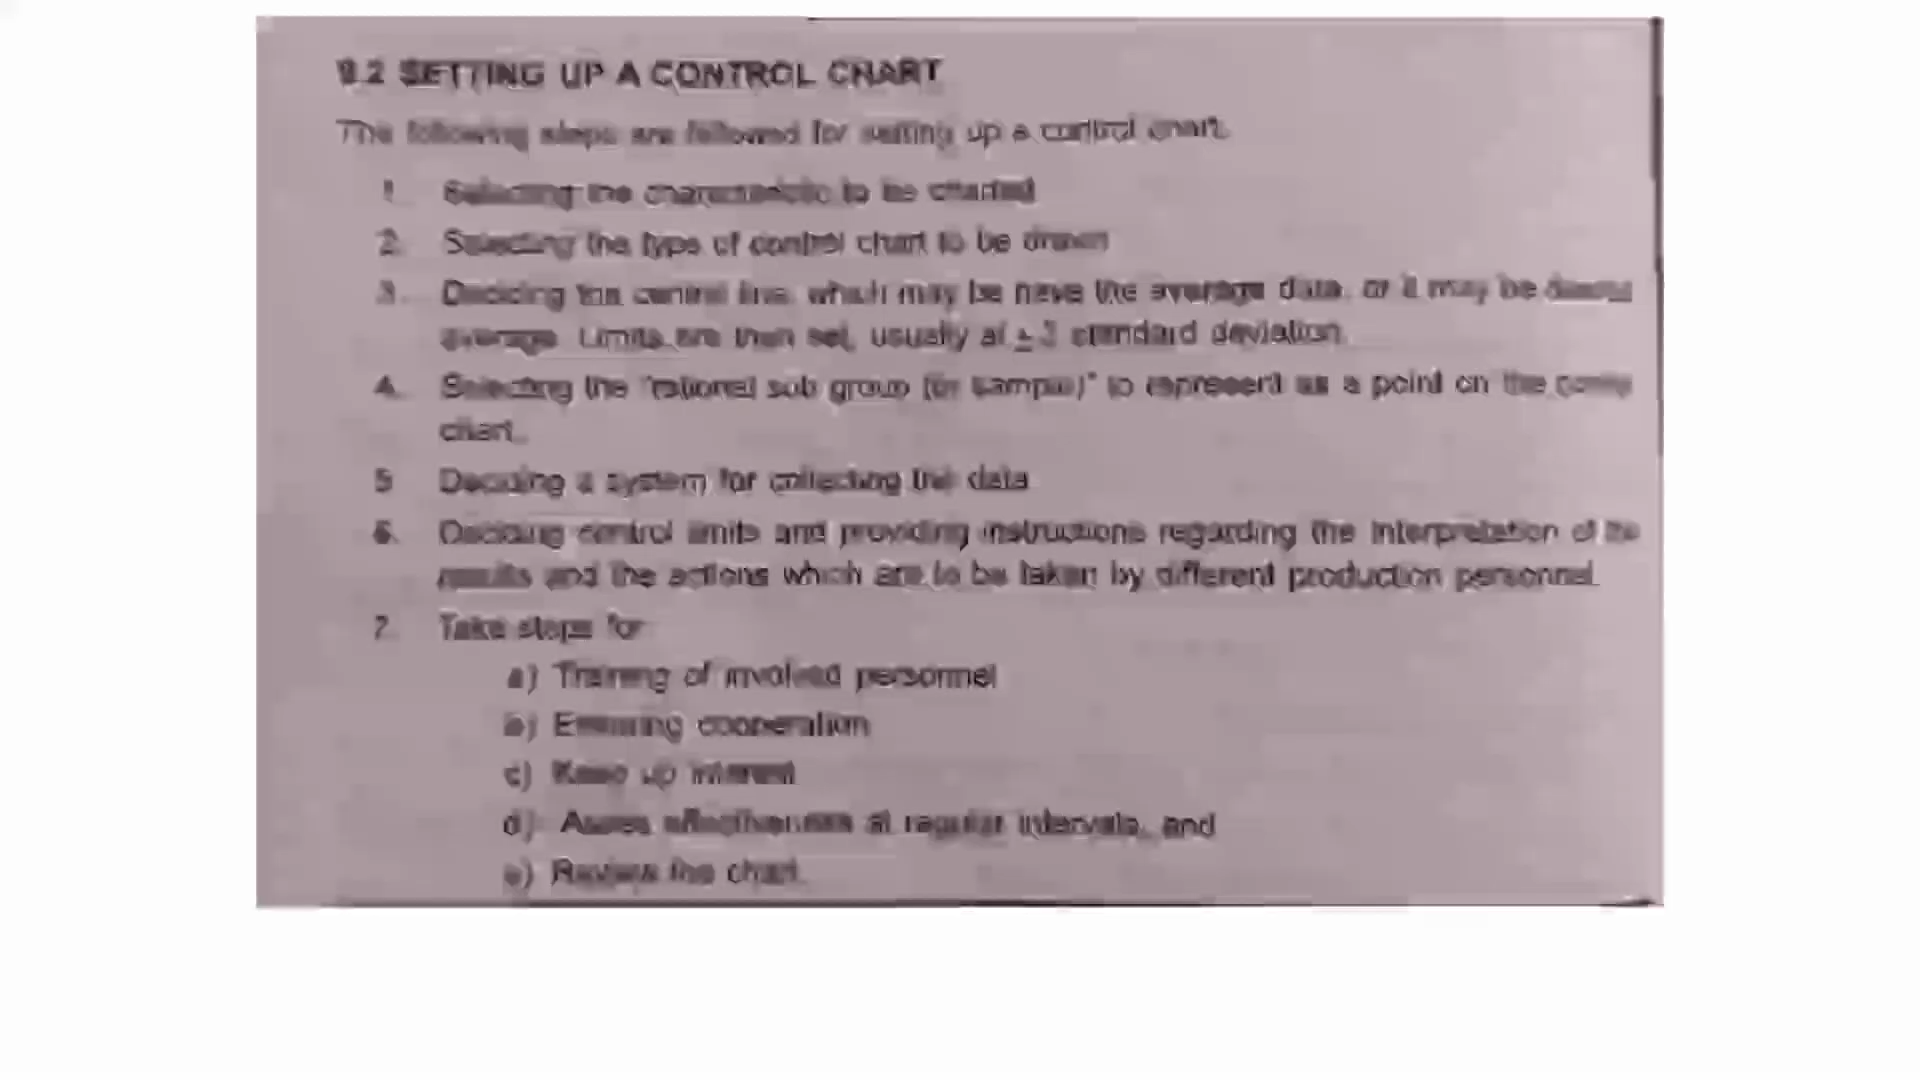 9.2 SETTING UP A CONTROL CHART
The following steps are followed for setting up a control chart.
1. Selecting the characteristic to be charted
2. Selecting the type of control chart to be drawn
3. Deciding the central line, which may be have the average data, or it may be
average. Limits are then set, usually at ± 3 standard deviation.
4. Selecting the "rational sub group (or sample)" to represent as a point on the
chart.
5. Deciding a system for collecting the data
6. Deciding control limits and providing instructions regarding the interpretation of
results and the actions which are to be taken by different production personnel.
7. Take steps for
a) Training of involved personnel
b) Ensuring cooperation
c) Keep up interest
d) Assess effectiveness at regular intervals, and
e) Review the chart.